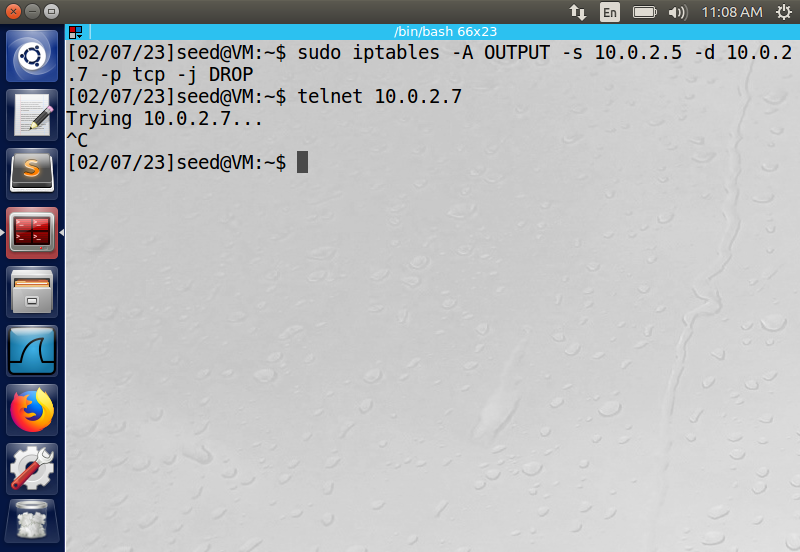 En 11:08 AM
/bin/bash 66x23
[02/07/23]seed@VM:~$ sudo iptables -A OUTPUT -s 10.0.2.5 -d 10.0.2
.7 -p tcp -j DROP
[02/07/23]seed@VM:~$ telnet 10.0.2.7
Trying 10.0.2.7...
^C
[02/07/23]seed@VM:~$